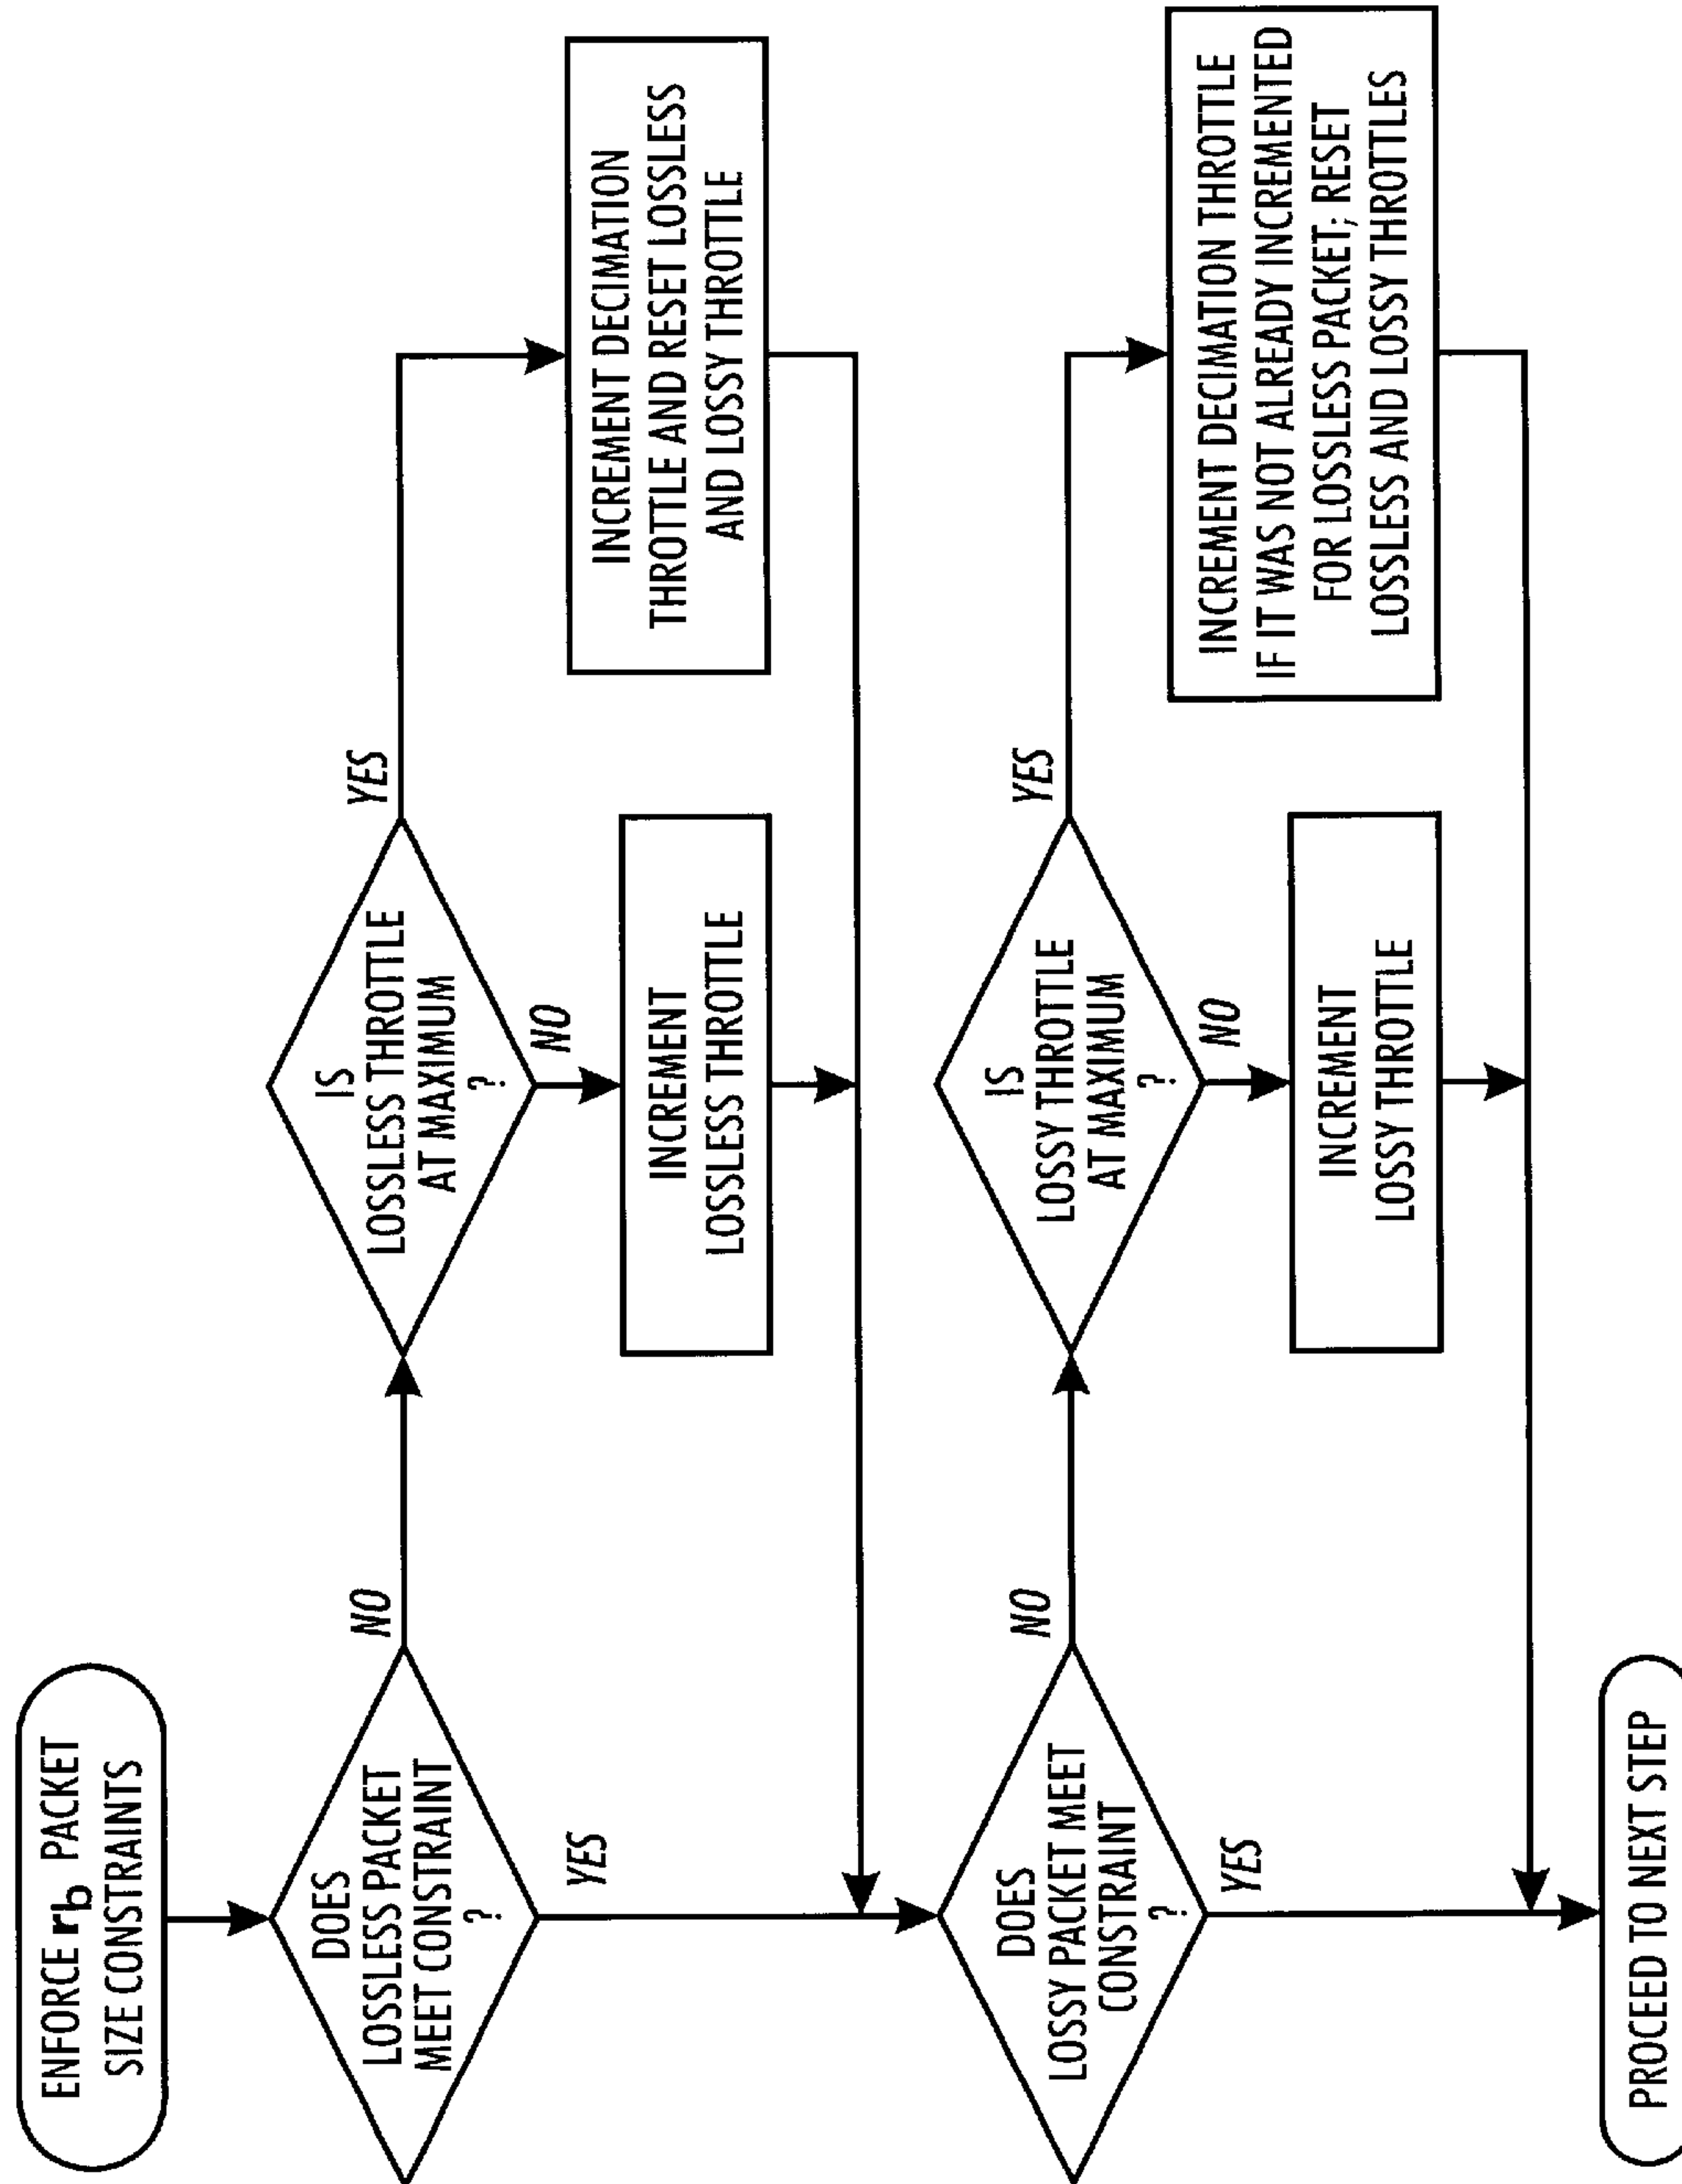 ENFORCE rb PACKET
SIZE CONSTRAINTS
DOES
LOSSLESS PACKET
MEET CONSTRAINT
?
NO
YES
IS
LOSSLESS THROTTLE
AT MAXIMUM
?
YES
NO
INCREMENT DECIMATION
THROTTLE AND RESET LOSSLESS
AND LOSSY THROTTLE
INCREMENT
LOSSLESS THROTTLE
DOES
LOSSY PACKET MEET
CONSTRAINT
?
NO
YES
IS
LOSSY THROTTLE
AT MAXIMUM
?
YES
NO
INCREMENT DECIMATION THROTTLE
IF IT WAS NOT ALREADY INCREMENTED
FOR LOSSLESS PACKET; RESET
LOSSLESS AND LOSSY THROTTLES
INCREMENT
LOSSY THROTTLE
PROCEED TO NEXT STEP